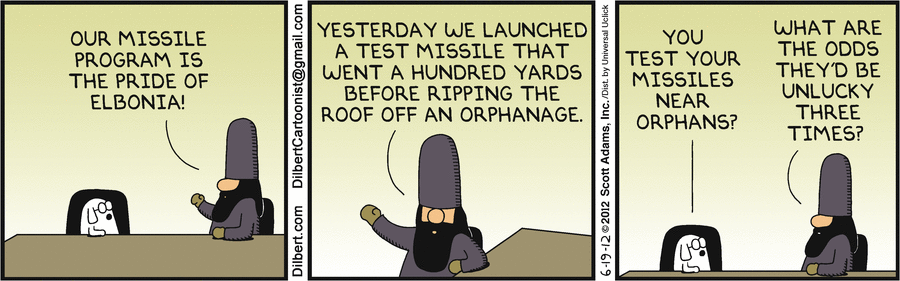 OUR MISSILE
PROGRAM IS
THE PRIDE OF
ELBONIA!
Dilbert.com DilbertCartoonist@gmail.com
YESTERDAY WE LAUNCHED
A TEST MISSILE THAT
WENT A HUNDRED YARDS
BEFORE RIPPING THE
ROOF OFF AN ORPHANAGE.
6-19-12 © 2012 Scott Adams, Inc. /Dist. by Universal Uclick
YOU
TEST YOUR
MISSILES
NEAR
ORPHANS?
WHAT ARE
THE ODDS
THEY'D BE
UNLUCKY
THREE
TIMES?